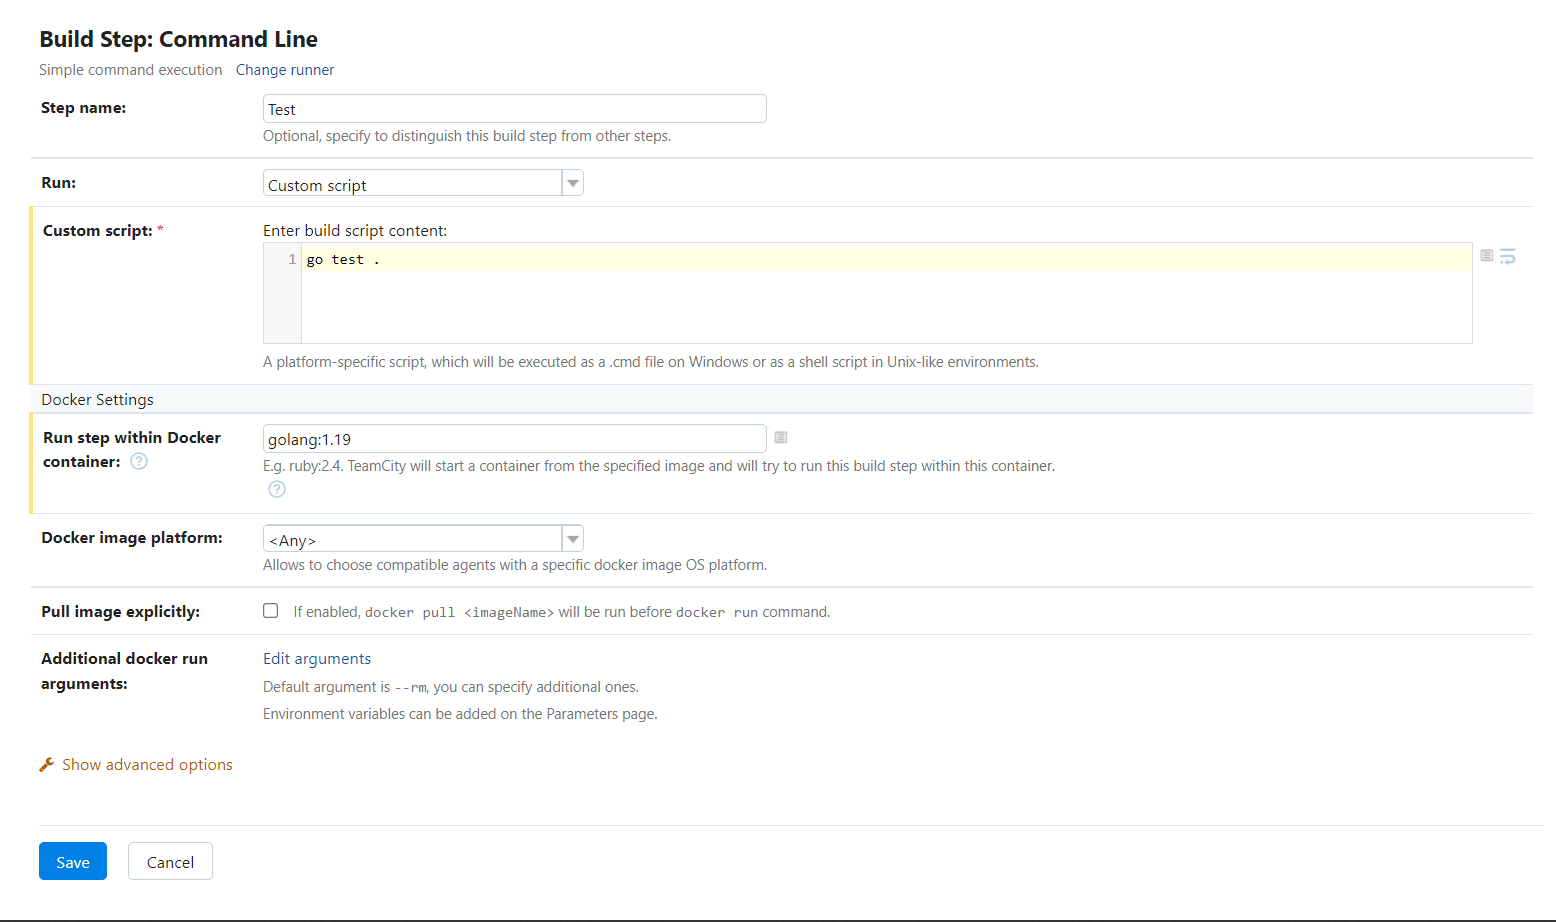 Build Step: Command Line
Simple command execution Change runner
Step name:
Test
Optional, specify to distinguish this build step from other steps.
Run:
Custom script
Custom script: *
Enter build script content:
1 go test .
A platform-specific script, which will be executed as a .cmd file on Windows or as a shell script in Unix-like environments.
Docker Settings
Run step within Docker
container: ?
golang:1.19
E.g. ruby:2.4. TeamCity will start a container from the specified image and will try to run this build step within this container.
?
Docker image platform:
<Any>
Allows to choose compatible agents with a specific docker image OS platform.
Pull image explicitly:
If enabled, docker pull <imageName> will be run before docker run command.
Additional docker run
arguments:
Edit arguments
Default argument is --rm, you can specify additional ones.
Environment variables can be added on the Parameters page.
Show advanced options
Save Cancel